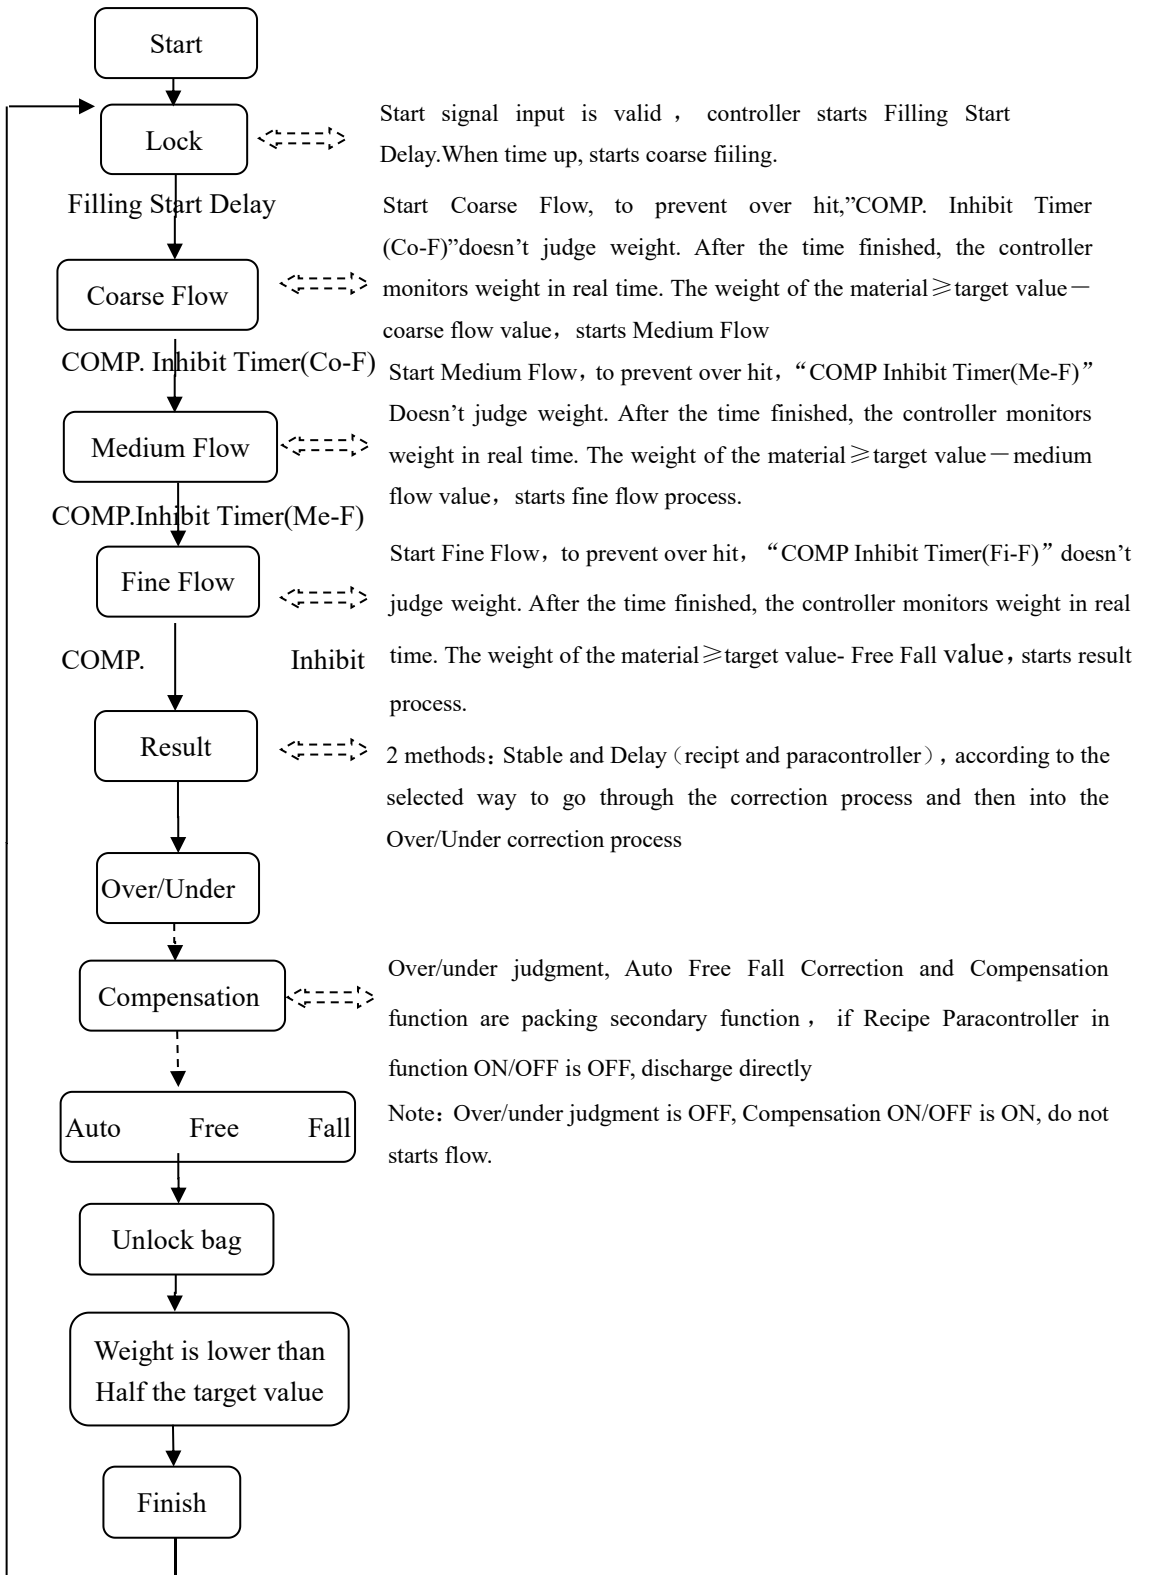 Start
Lock
Start signal input is valid ， controller starts Filling Start
Delay.When time up, starts coarse fiiling.
Filling Start Delay
Start Coarse Flow, to prevent over hit,”COMP. Inhibit Timer
(Co-F)”doesn’t judge weight. After the time finished, the controller
monitors weight in real time. The weight of the material≥target value－
coarse flow value，starts Medium Flow
Coarse Flow
COMP. Inhibit Timer(Co-F)
Start Medium Flow，to prevent over hit，“COMP Inhibit Timer(Me-F)”
Doesn’t judge weight. After the time finished, the controller monitors
weight in real time. The weight of the material≥target value－medium
flow value，starts fine flow process.
Medium Flow
COMP.Inhibit Timer(Me-F)
Start Fine Flow，to prevent over hit，“COMP Inhibit Timer(Fi-F)” doesn’t
judge weight. After the time finished, the controller monitors weight in real
time. The weight of the material≥target value- Free Fall value，starts result
process.
Fine Flow
COMP. Inhibit
Result
2 methods：Stable and Delay（recipt and paracontroller），according to the
selected way to go through the correction process and then into the
Over/Under correction process
Over/Under
Compensation
Over/under judgment, Auto Free Fall Correction and Compensation
function are packing secondary function ， if Recipe Paracontroller in
function ON/OFF is OFF, discharge directly
Auto Free Fall
Note：Over/under judgment is OFF, Compensation ON/OFF is ON, do not
starts flow.
Unlock bag
Weight is lower than
Half the target value
Finish